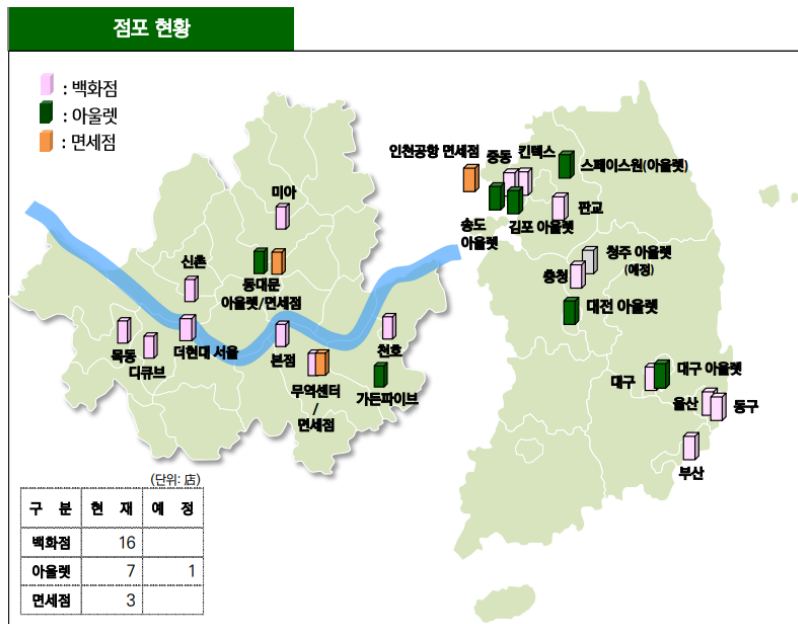 점포 현황
: 백화점
: 아울렛
: 면세점
미아
신촌
동대문
아울렛/면세점
목동
디큐브
더현대 서울
본점
무역센터
/
면세점
천호
가든파이브
인천공항 면세점
중동
킨텍스
스페이스원(아울렛)
송도
아울렛
김포 아울렛
판교
청주 아울렛
(예정)
충청
대전 아울렛
대구
대구 아울렛
울산
동구
부산
(단위: 店)
구 분 현 재 예 정
백화점 16
아울렛 7 1
면세점 3